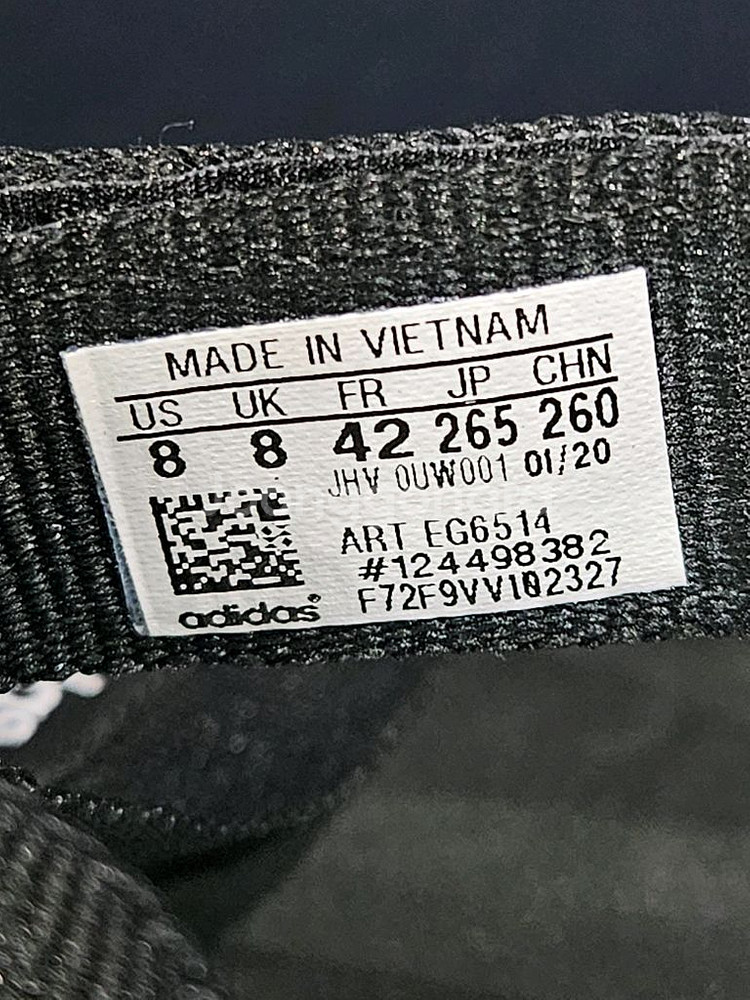 MADE IN VIETNAM
US UK FR JP CHN
8 8 42 265 260
JHV 0UW001 01/20
ART EG6514
#124498382
F72F9VV102327
adidas